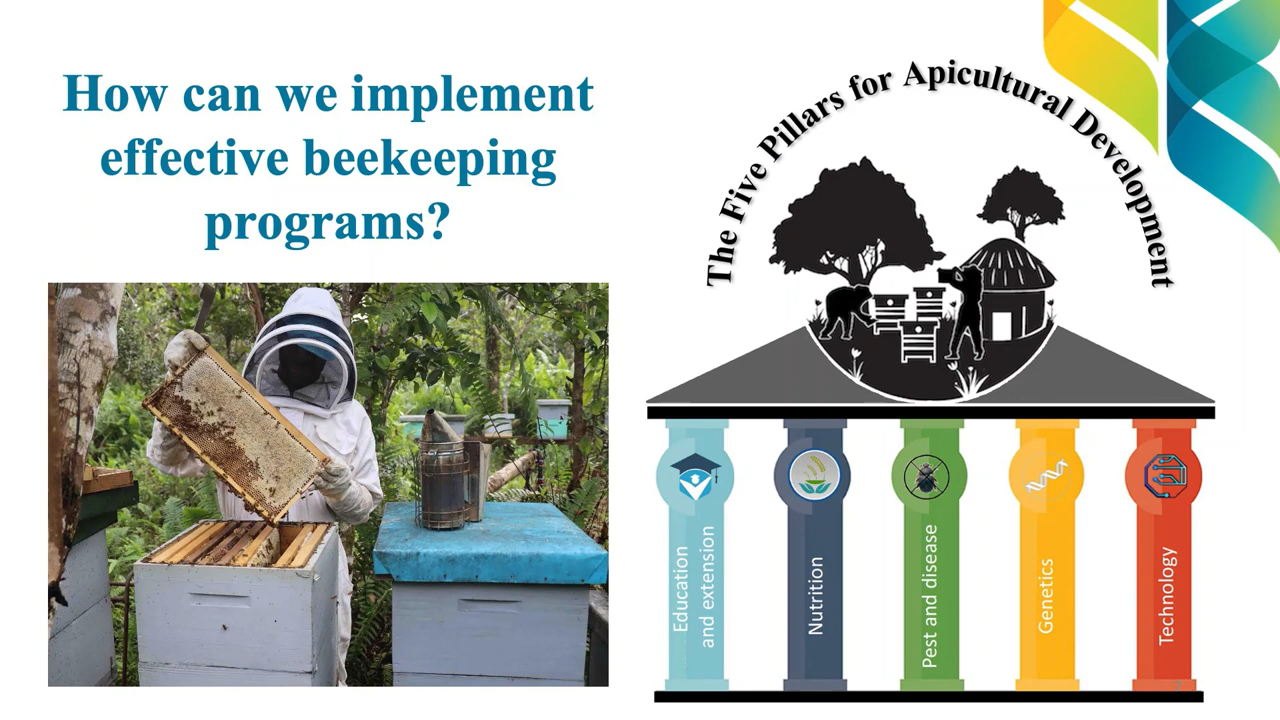 How can we implement
effective beekeeping
programs?
The Five Pillars for Apicultural Development
Education
and extension
Nutrition
Pest and disease
Genetics
Technology